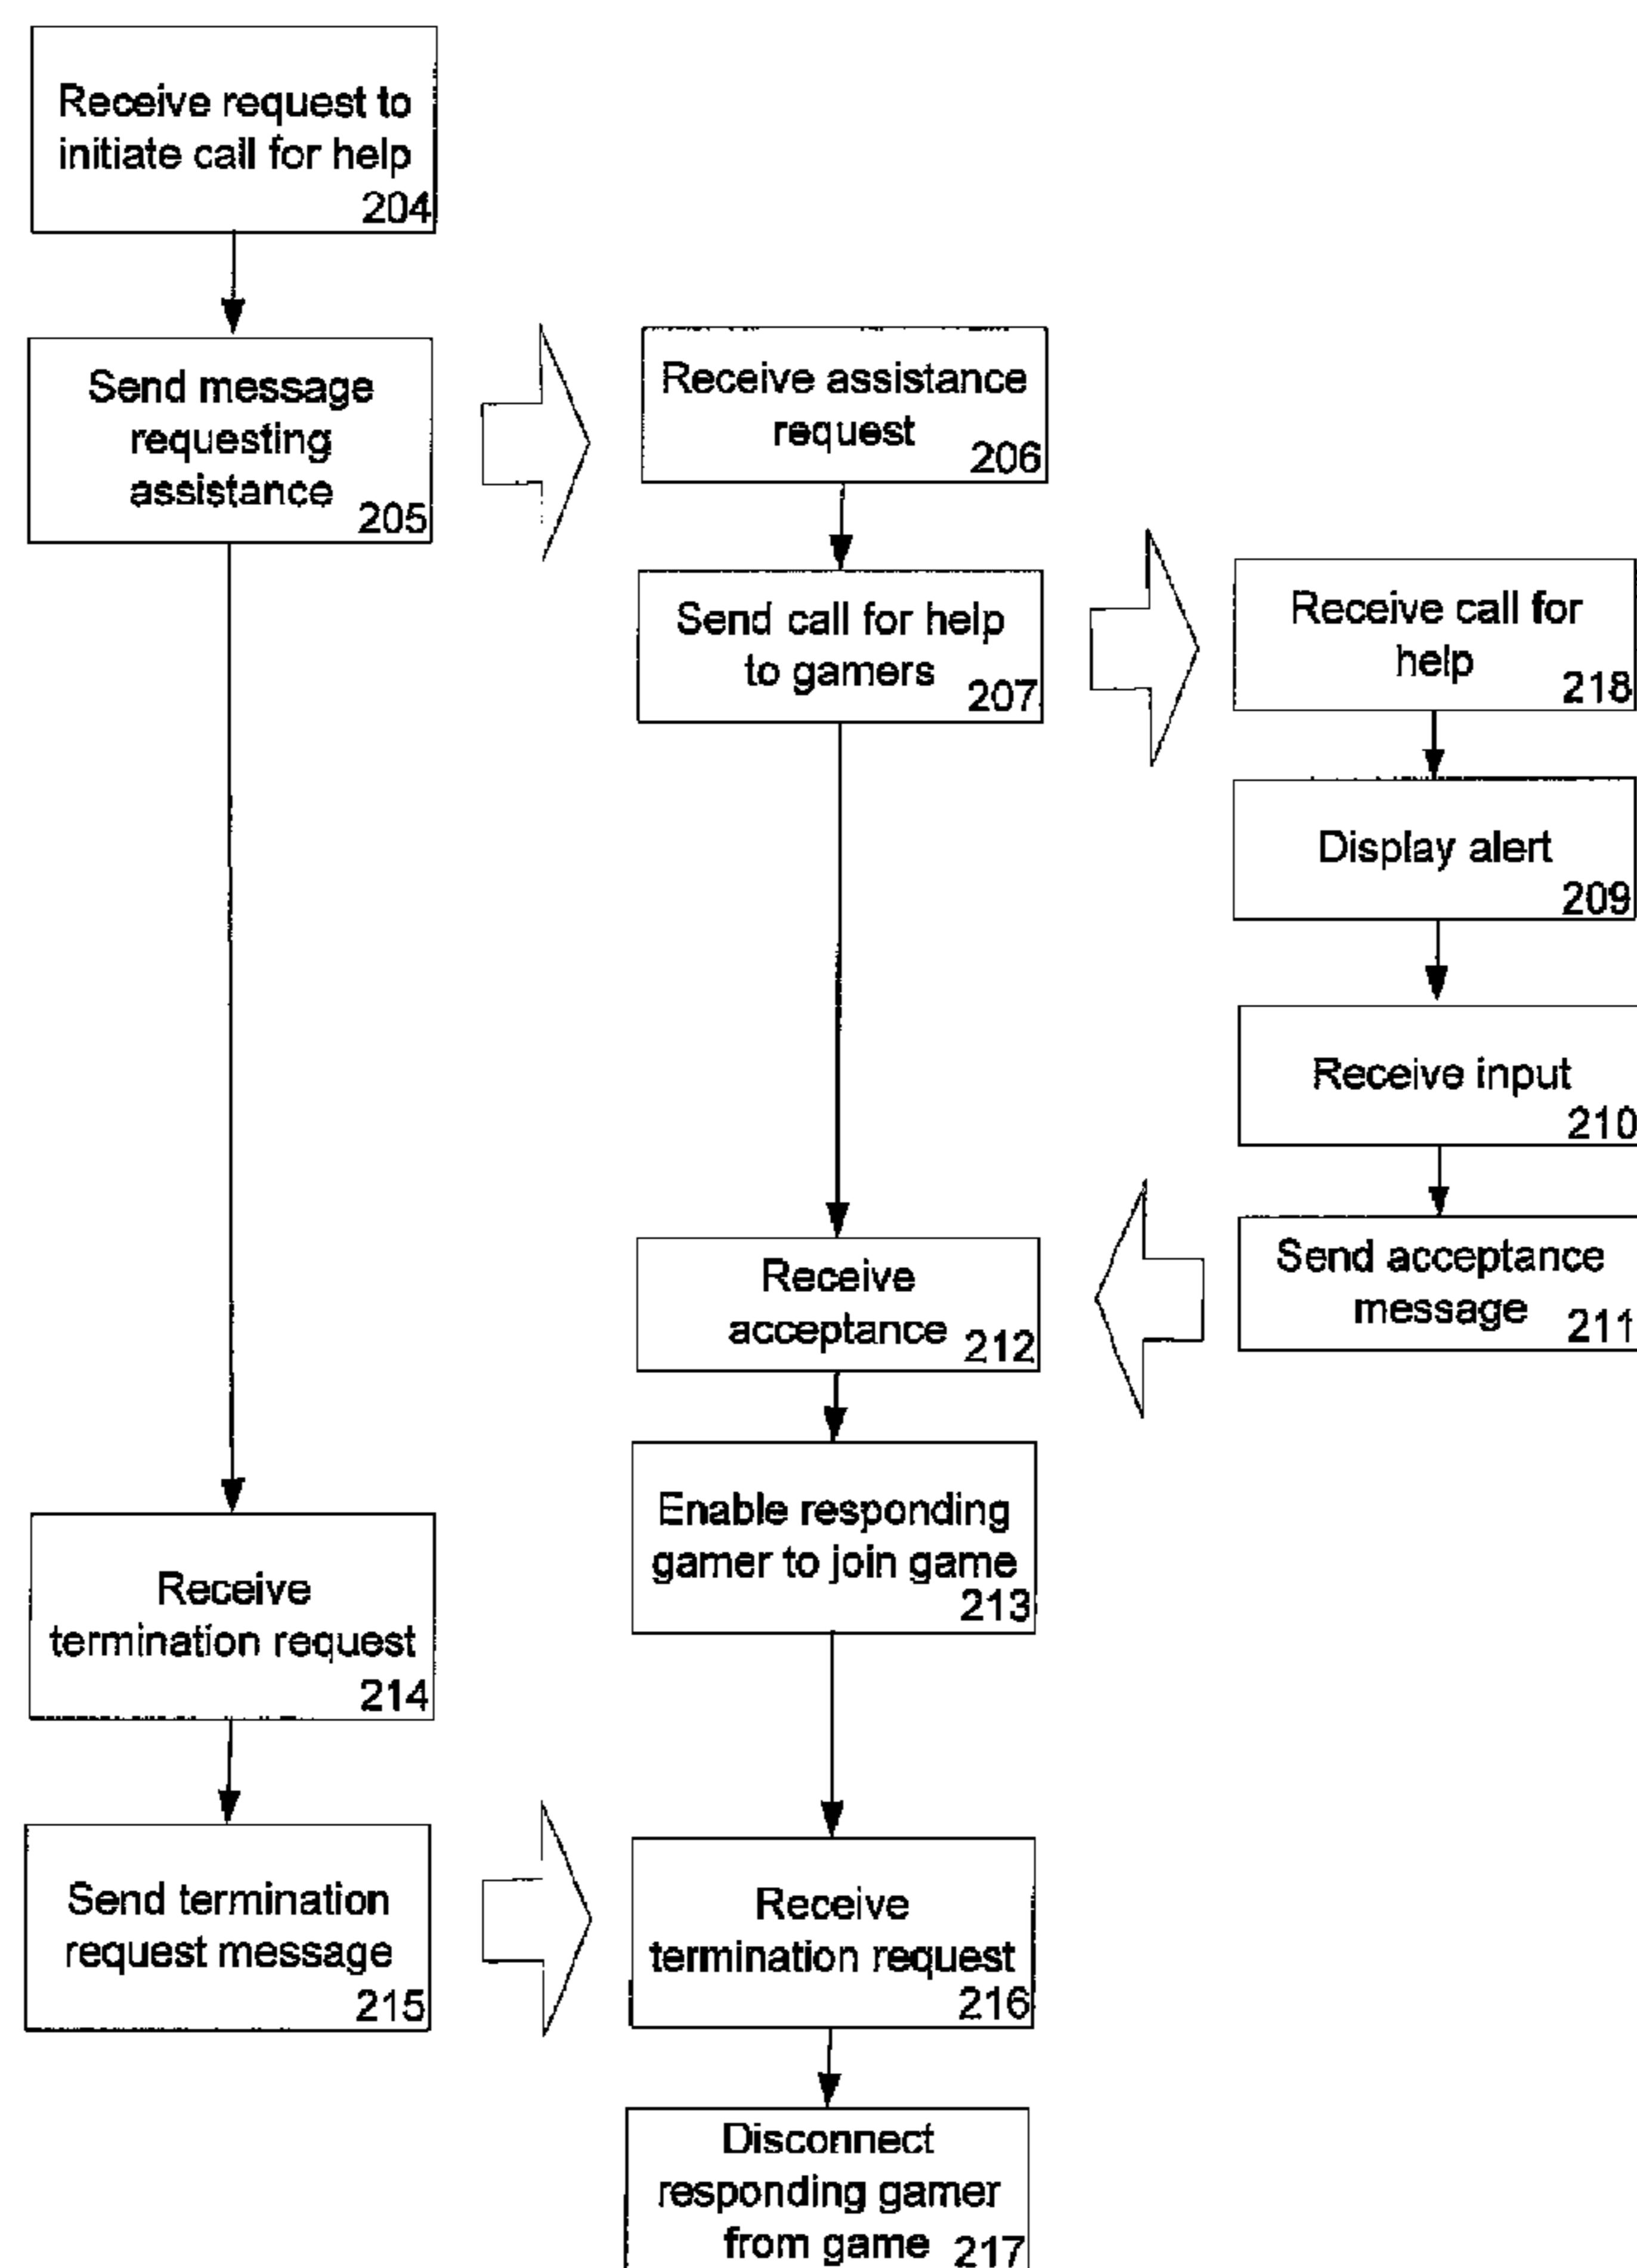 Receive request to
initiate call for help
204
Send message
requesting
assistance
205
Receive assistance
request
206
Send call for help
to gamers
207
Receive call for
help
218
Display alert
209
Receive input
210
Send acceptance
message
211
Receive
acceptance
212
Enable responding
gamer to join game
213
Receive
termination request
214
Send termination
request message
215
Receive
termination request
216
Disconnect
responding gamer
from game
217